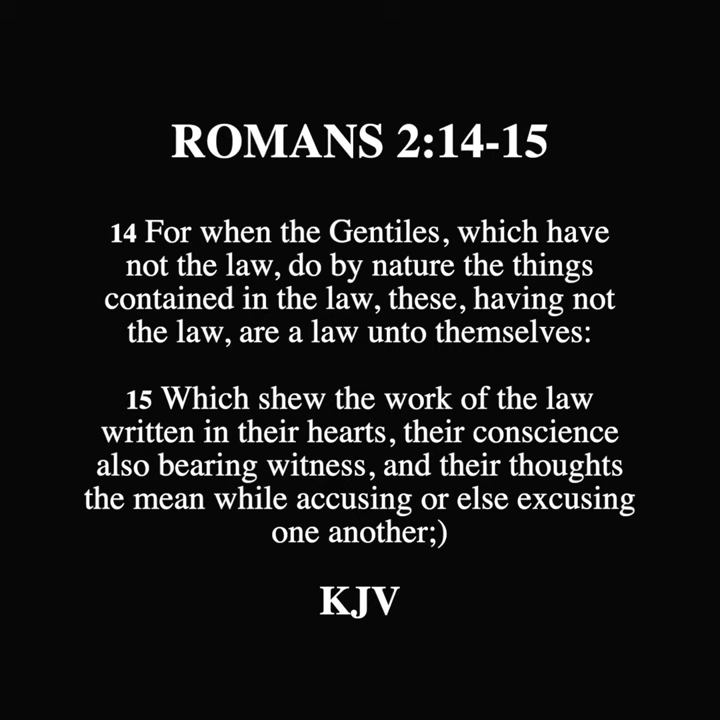 ROMANS 2:14-15
14 For when the Gentiles, which have
not the law, do by nature the things
contained in the law, these, having not
the law, are a law unto themselves:
15 Which shew the work of the law
written in their hearts, their conscience
also bearing witness, and their thoughts
the mean while accusing or else excusing
one another;)
KJV